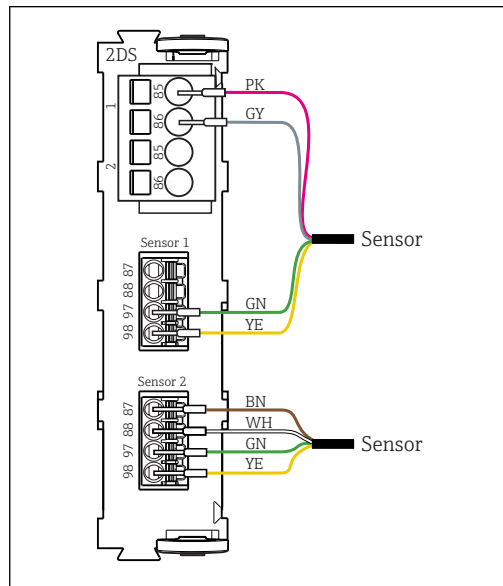 2DS
1
85
PK
86
GY
2
85
86
Sensor
Sensor 1
87
88
97
GN
98
YE
Sensor 2
87
BN
88
WH
97
GN
Sensor
98
YE